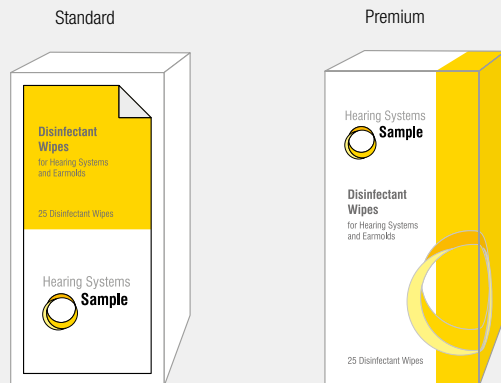 Standard
Disinfectant
Wipes
for Hearing Systems
and Earmolds
25 Disinfectant Wipes
Hearing Systems
Sample
Premium
Hearing Systems
Sample
Disinfectant
Wipes
for Hearing Systems
and Earmolds
25 Disinfectant Wipes